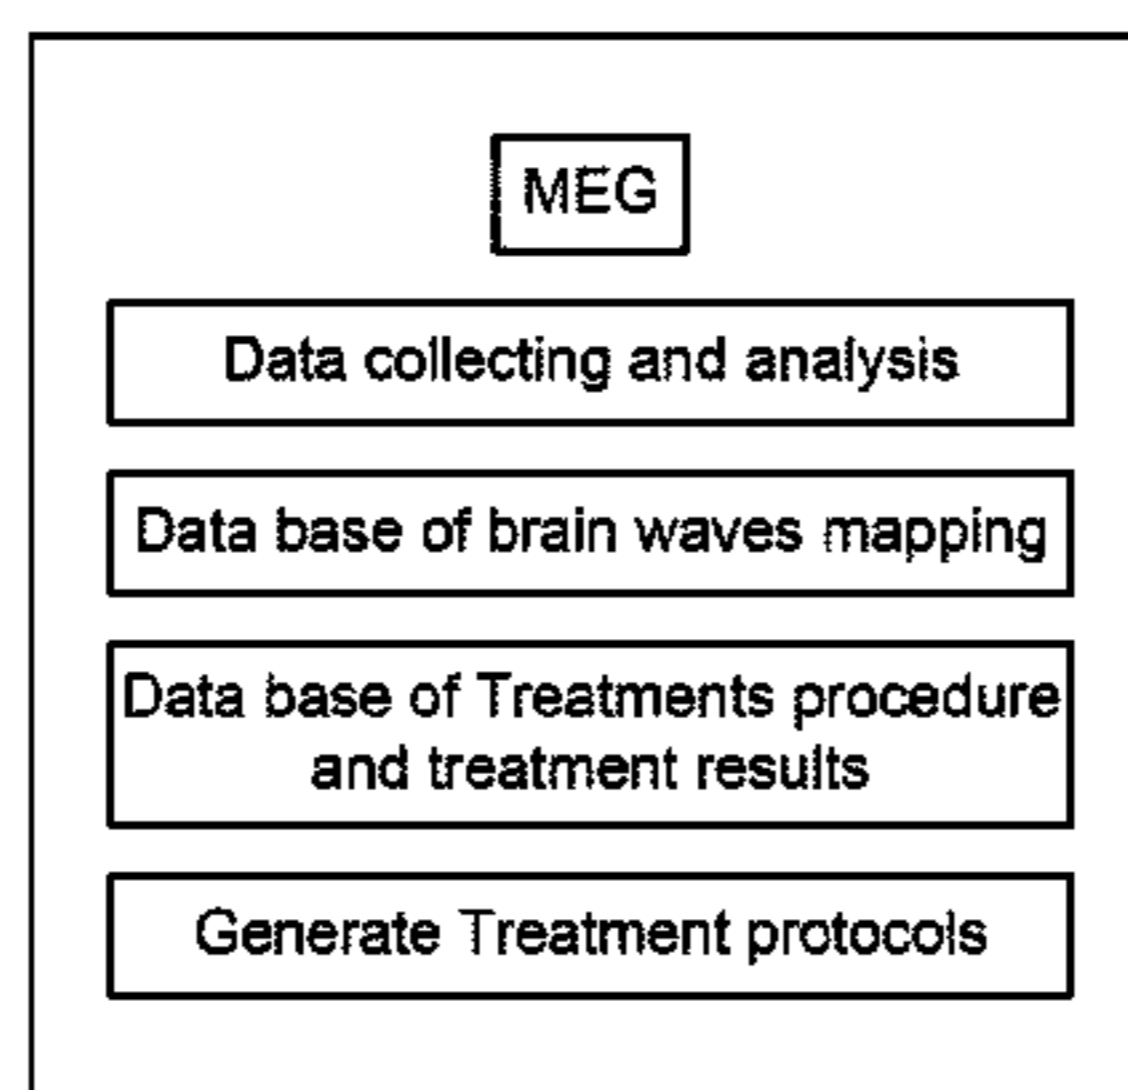 MEG
Data collecting and analysis
Data base of brain waves mapping
Data base of Treatments procedure
and treatment results
Generate Treatment protocols